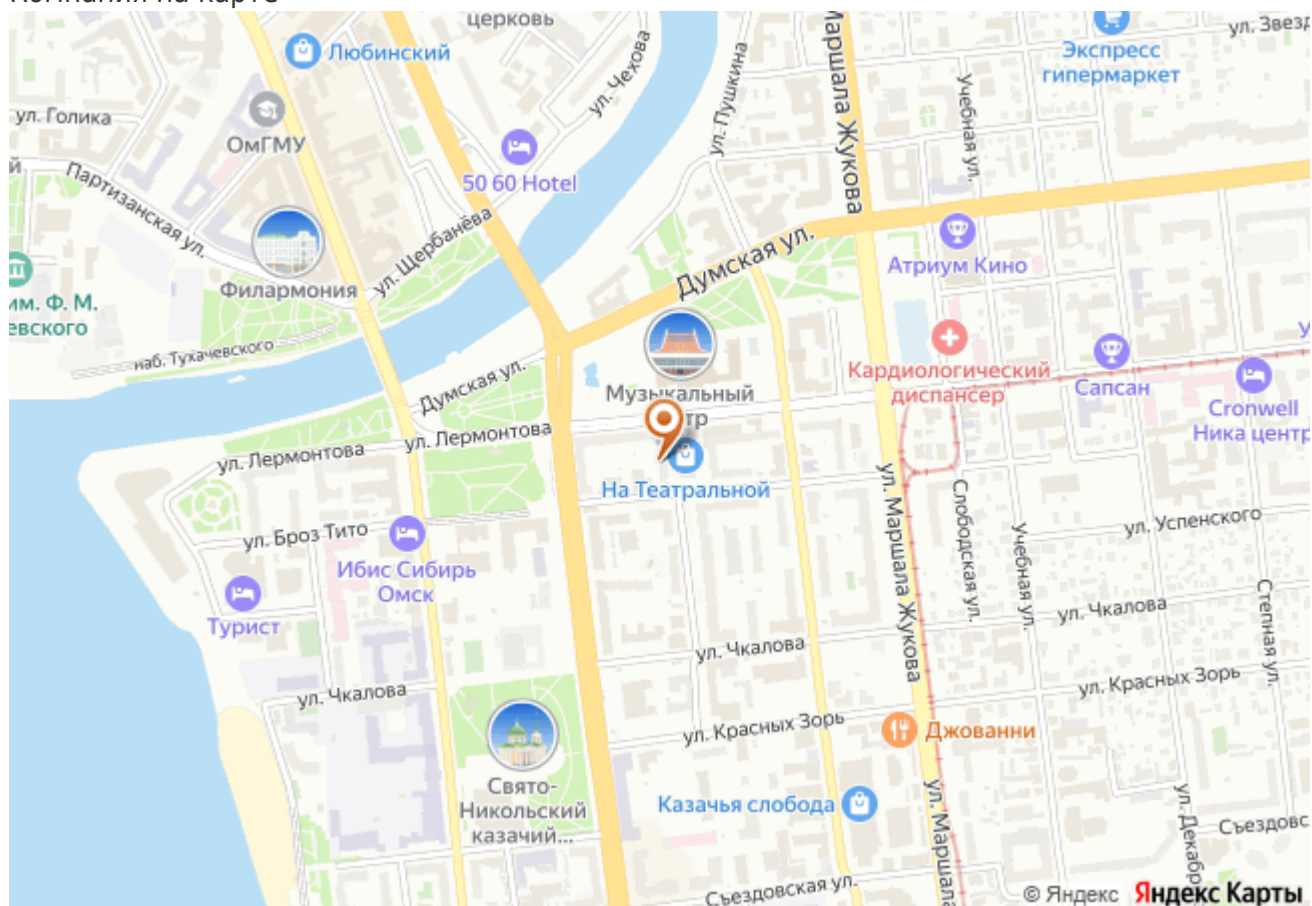 Компания на карте
церковь
Любинский
ул. Чехова
ул. Пушкина
Маршала Жукова
Экспресс
гипермаркет
ул. Звезд
Учебная ул.
ул. Голика
ОмГМУ
50 60 Hotel
й
Партизанская ул.
ул. Щербанёва
Филармония
Думская ул.
Атриум Кино
им. Ф. М.
евского
наб. Тухачевского
Думская ул.
Музыкальный
тр
Кардиологический
диспансер
Сапсан
Cronwell
Ника центр
ул. Лермонтова
ул. Лермонтова
На Театральной
ул. Маршала Жукова
Слободская ул.
Учебная ул.
ул. Успенского
Степная ул.
ул. Броз Тито
Ибис Сибирь
Омск
Турист
ул. Чкалова
ул. Чкалова
ул. Чкалова
ул. Красных Зорь
ул. Красных Зорь
Джованни
Свято-
Никольский
казачий...
Казачья слобода
ул. Маршала
ул. Декабр
Съездовс
Съездовская ул.
© Яндекс Яндекс Карты